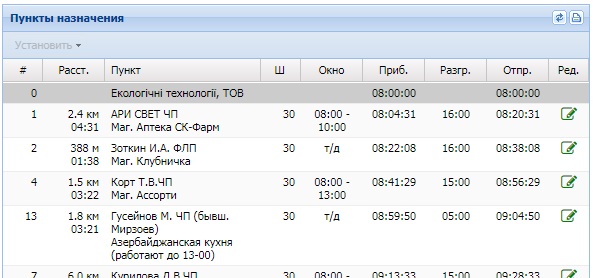 Пункты назначения
Установить
# Расст. Пункт Ш Окно Приб. Разгр. Отпр. Ред.
0 Екологічні технології, ТОВ 08:00:00 08:00:00
1 2.4 км АРИ СВЕТ ЧП 30 08:00 - 08:04:31 16:00 08:20:31
04:31 Маг. Аптека СК-Фарм 10:00
2 388 м Зоткин И.А. ФЛП 30 т/д 08:22:08 16:00 08:38:08
01:38 Маг. Клубничка
4 1.5 км Корт Т.В.ЧП 30 08:00 - 08:41:29 15:00 08:56:29
03:22 Маг. Ассорти 13:00
13 1.8 км Гусейнов М. ЧП (бывш. 30 т/д 08:59:50 05:00 09:04:50
03:21 Мирзоев)
Азербайджанская кухня
(работают до 13-00)
7 6.0 км Курилова Л.В.ЧП 30 08:00 - 09:13:33 15:00 09:28:33